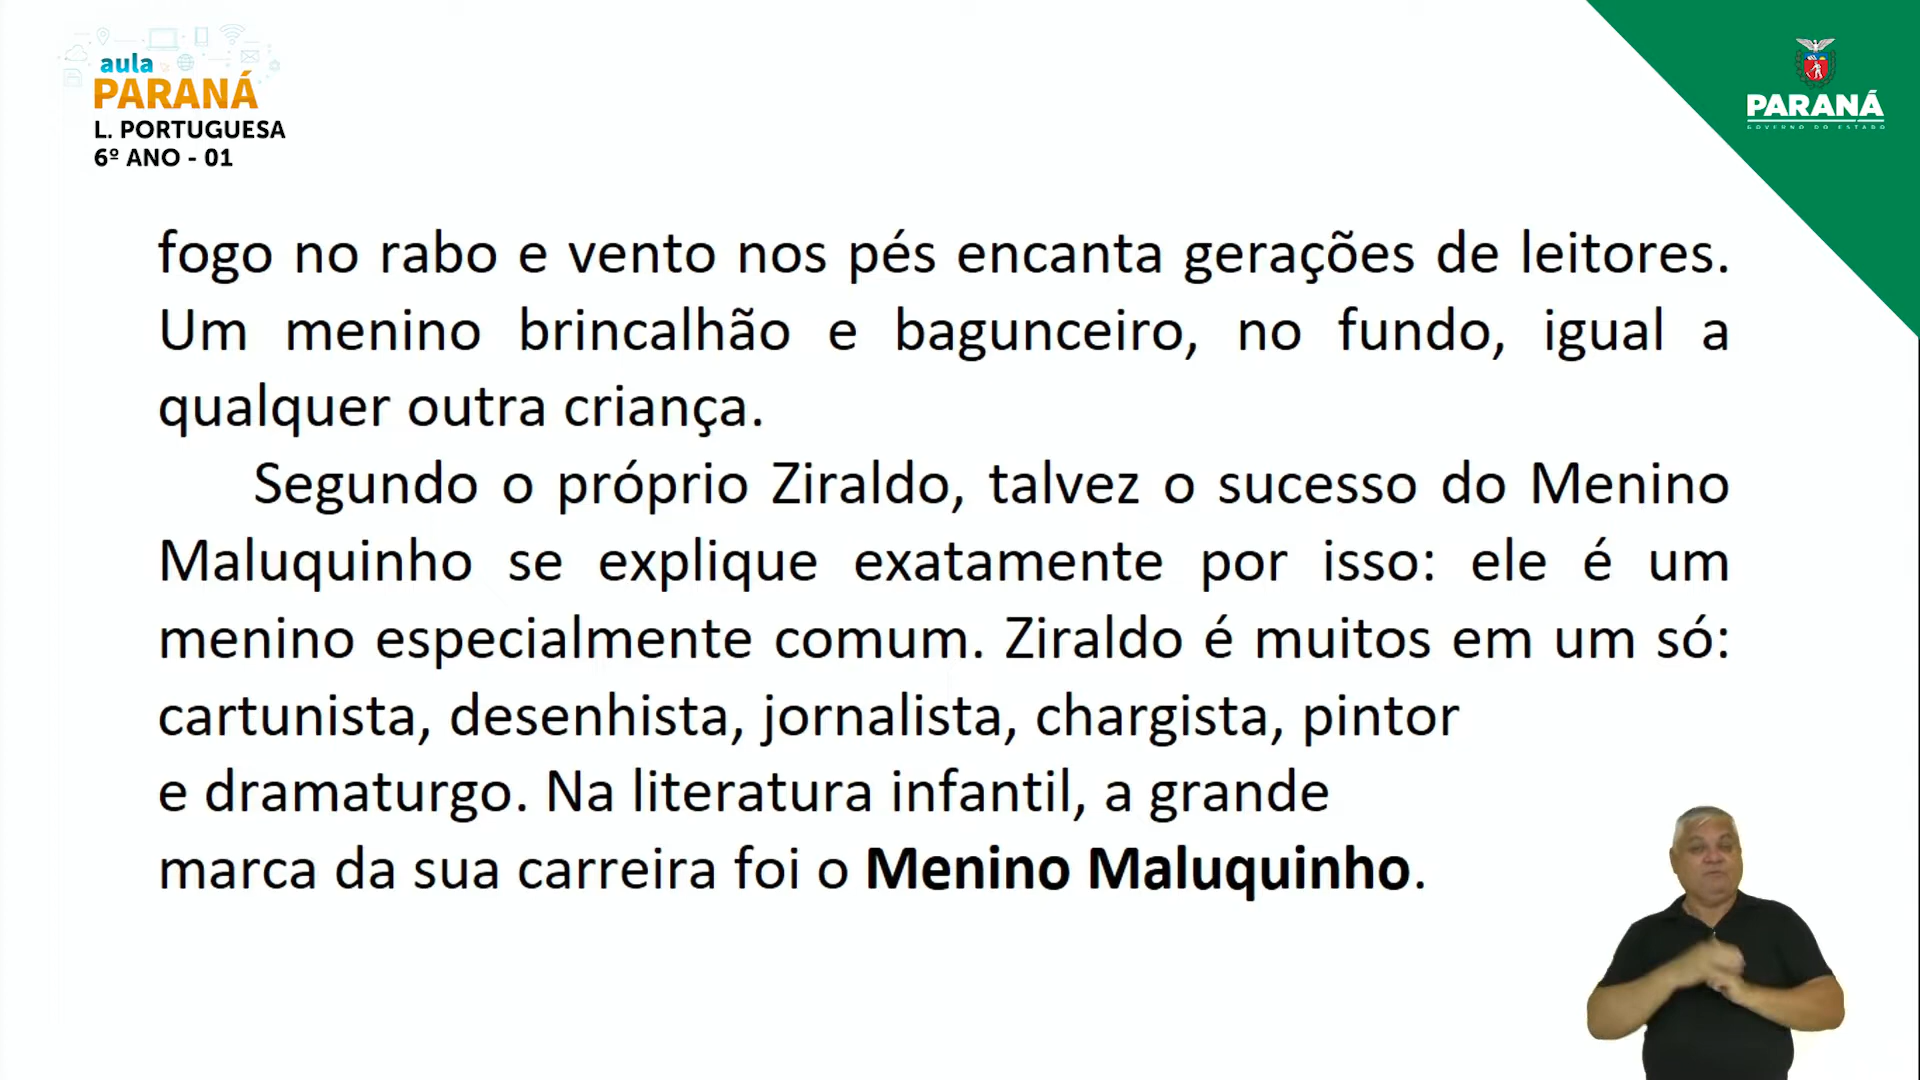 aula
PARANÁ
L. PORTUGUESA
6º ANO - 01
PARANÁ
GOVERNO DO ESTADO
fogo no rabo e vento nos pés encanta gerações de leitores.
Um menino brincalhão e bagunceiro, no fundo, igual a
qualquer outra criança.
Segundo o próprio Ziraldo, talvez o sucesso do Menino
Maluquinho se explique exatamente por isso: ele é um
menino especialmente comum. Ziraldo é muitos em um só:
cartunista, desenhista, jornalista, chargista, pintor
e dramaturgo. Na literatura infantil, a grande
marca da sua carreira foi o Menino Maluquinho.